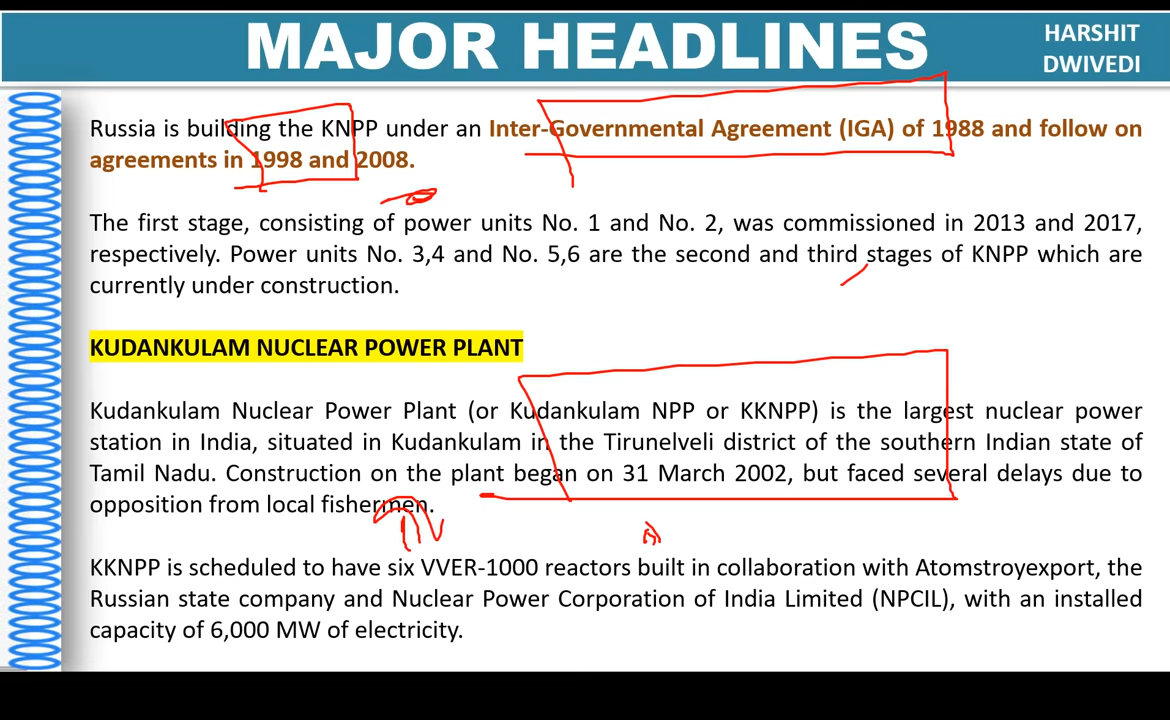 MAJOR HEADLINES
HARSHIT
DWIVEDI
Russia is building the KNPP under an Inter-Governmental Agreement (IGA) of 1988 and follow on
agreements in 1998 and 2008.
The first stage, consisting of power units No. 1 and No. 2, was commissioned in 2013 and 2017,
respectively. Power units No. 3,4 and No. 5,6 are the second and third stages of KNPP which are
currently under construction.
KUDANKULAM NUCLEAR POWER PLANT
Kudankulam Nuclear Power Plant (or Kudankulam NPP or KKNPP) is the largest nuclear power
station in India, situated in Kudankulam in the Tirunelveli district of the southern Indian state of
Tamil Nadu. Construction on the plant began on 31 March 2002, but faced several delays due to
opposition from local fishermen.
KKNPP is scheduled to have six VVER-1000 reactors built in collaboration with Atomstroyexport, the
Russian state company and Nuclear Power Corporation of India Limited (NPCIL), with an installed
capacity of 6,000 MW of electricity.